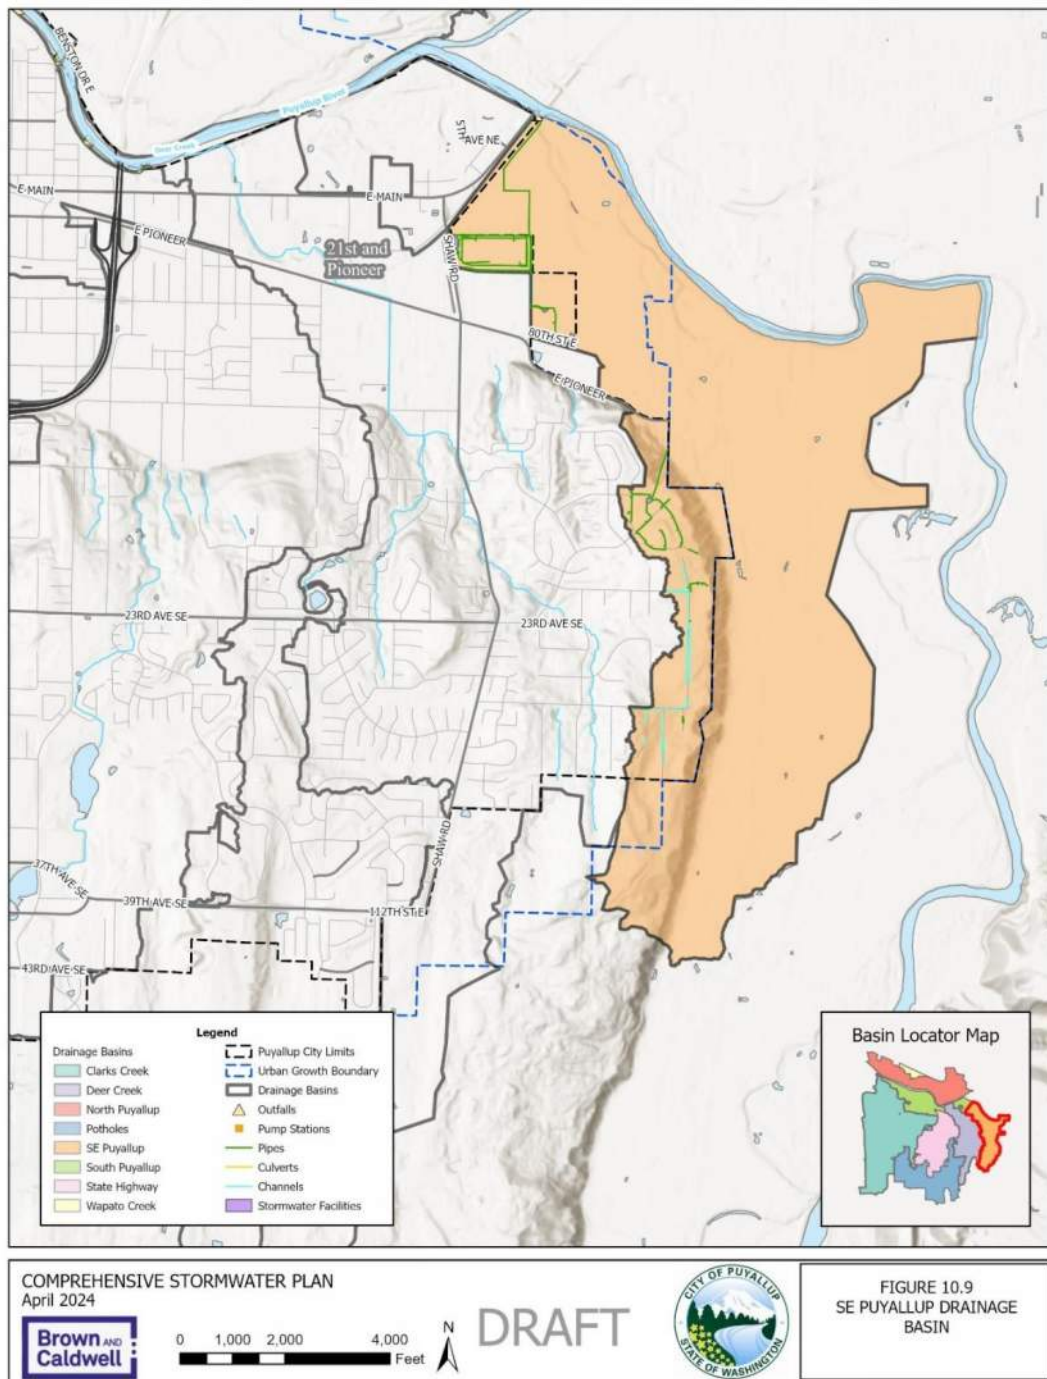 BENSTON DR E
Puyallup River
Deer Creek
5TH AVE NE
E MAIN
E MAIN
E PIONEER
21st and
Pioneer
SHAW RD
80TH ST E
E PIONEER
23RD AVE SE
23RD AVE SE
SHAW RD
37TH AVE SE
39TH AVE SE
112TH ST E
43RD AVE SE
Legend
Drainage Basins
Clarks Creek
Deer Creek
North Puyallup
Potholes
SE Puyallup
South Puyallup
State Highway
Wapato Creek
Puyallup City Limits
Urban Growth Boundary
Drainage Basins
Outfalls
Pump Stations
Pipes
Culverts
Channels
Stormwater Facilities
Basin Locator Map
COMPREHENSIVE STORMWATER PLAN
April 2024
Brown AND
Caldwell
0 1,000 2,000 4,000
Feet
N
DRAFT
CITY OF PUYALLUP
STATE OF WASHINGTON
FIGURE 10.9
SE PUYALLUP DRAINAGE
BASIN